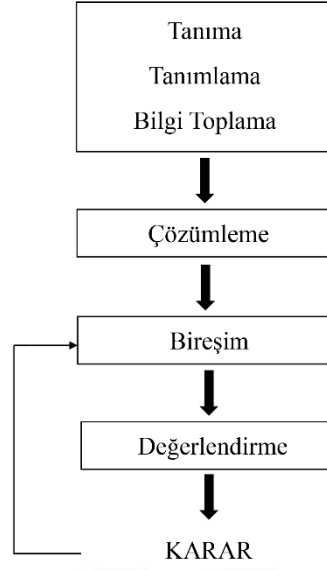 Tanıma
Tanımlama
Bilgi Toplama
Çözümleme
Bireşim
Değerlendirme
KARAR